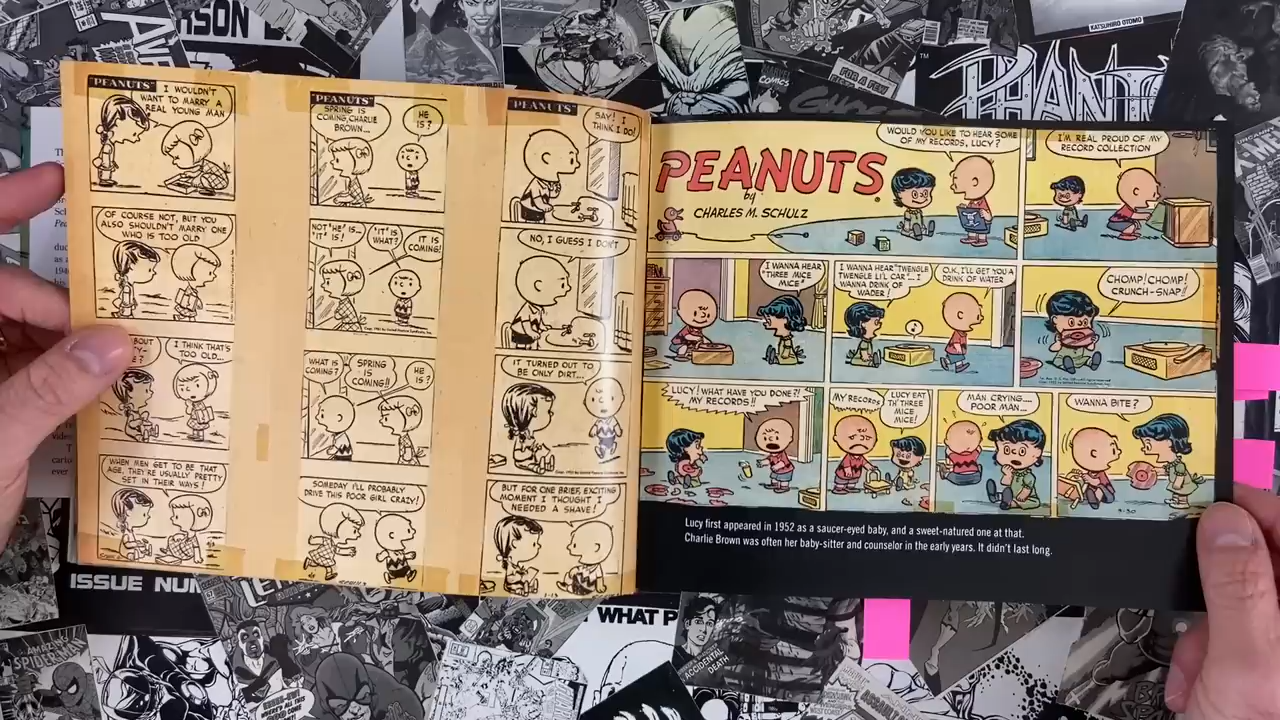 KATSUHIRO OTOMO
PHANT
"PEANUTS"
I WOULDN'T
WANT TO MARRY A
REAL YOUNG MAN
OF COURSE NOT, BUT YOU
ALSO SHOULDN'T MARRY ONE
WHO IS TOO OLD
I THINK THAT'S
TOO OLD...
WHEN MEN GET TO BE THAT
AGE, THEY'RE USUALLY PRETTY
SET IN THEIR WAYS!
"PEANUTS"
SPRING IS
COMING, CHARLIE
BROWN...
HE
IS?
NOT "HE" IS...
"IT" IS!
"IT" IS
WHAT?
IT IS
COMING!
WHAT IS
COMING?
SPRING
IS
COMING!!
HE
IS?
SOMEDAY I'LL PROBABLY
DRIVE THIS POOR GIRL CRAZY!
"PEANUTS"
SAY! I
THINK I DO!
NO, I GUESS I DON'T
IT TURNED OUT TO
BE ONLY DIRT...
BUT FOR ONE BRIEF, EXCITING
MOMENT I THOUGHT I
NEEDED A SHAVE!
PEANUTS
by
CHARLES M. SCHULZ
WOULD YOU LIKE TO HEAR SOME
OF MY RECORDS, LUCY?
I'M REAL PROUD OF MY
RECORD COLLECTION
I WANNA HEAR
"THREE MICE
MICE"
I WANNA HEAR "TWENGLE
TWENGLE LI'L CAR"... I
WANNA DRINK OF
WADER!
O.K, I'LL GET YOU A
DRINK OF WATER
CHOMP! CHOMP!
CRUNCH-SNAP!!
LUCY! WHAT HAVE YOU DONE?!
MY RECORDS!!
MY RECORDS
LUCY EAT
TH' THREE
MICE
MICE!
MAN CRYING....
POOR MAN....
WANNA BITE?
9-30
Lucy first appeared in 1952 as a saucer-eyed baby, and a sweet-natured one at that.
Charlie Brown was often her baby-sitter and counselor in the early years. It didn't last long.
ISSUE NUM
WHAT P
ACCIDENTAL
DEATH